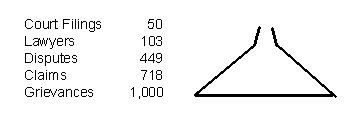 Court Filings 50
Lawyers 103
Disputes 449
Claims 718
Grievances 1,000